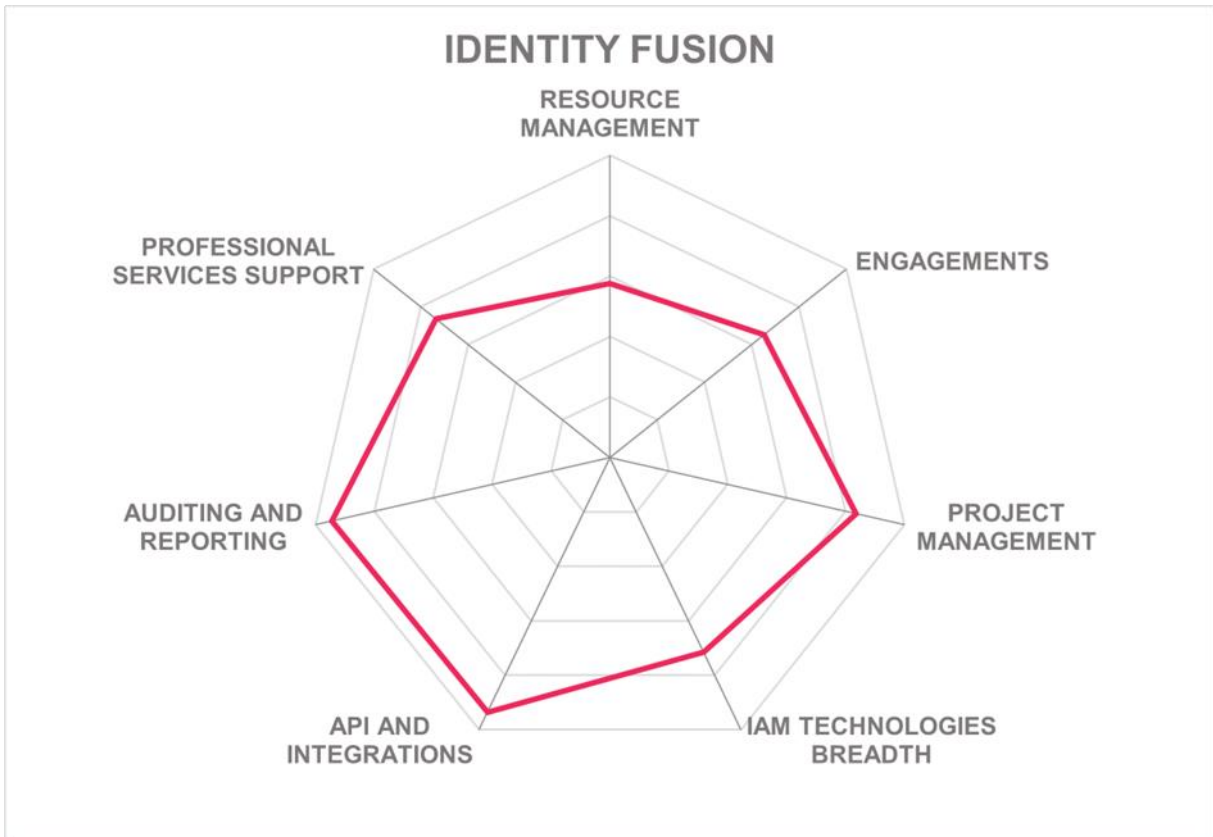 IDENTITY FUSION
RESOURCE
MANAGEMENT
PROFESSIONAL
SERVICES SUPPORT
ENGAGEMENTS
AUDITING AND
REPORTING
PROJECT
MANAGEMENT
API AND
INTEGRATIONS
IAM TECHNOLOGIES
BREADTH